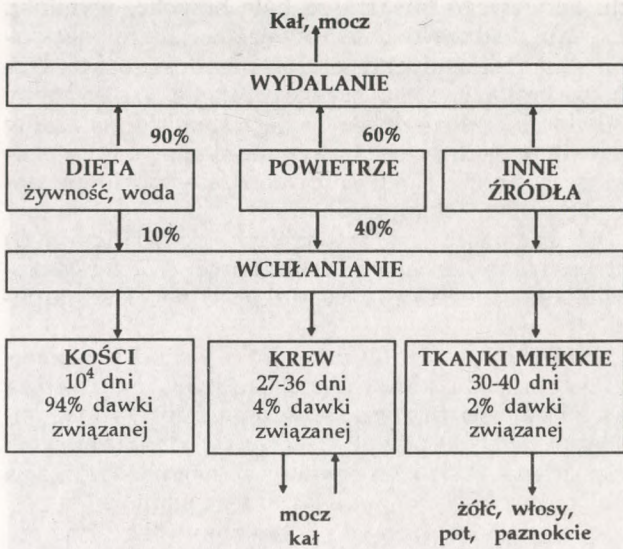 Kał, mocz
WYDALANIE
90%
60%
DIETA
żywność, woda
POWIETRZE
INNE
ŹRÓDŁA
10%
40%
WCHŁANIANIE
KOŚCI
10⁴ dni
94% dawki
związanej
KREW
27-36 dni
4% dawki
związanej
TKANKI MIĘKKIE
30-40 dni
2% dawki
związanej
mocz
kał
żółć, włosy,
pot, paznokcie